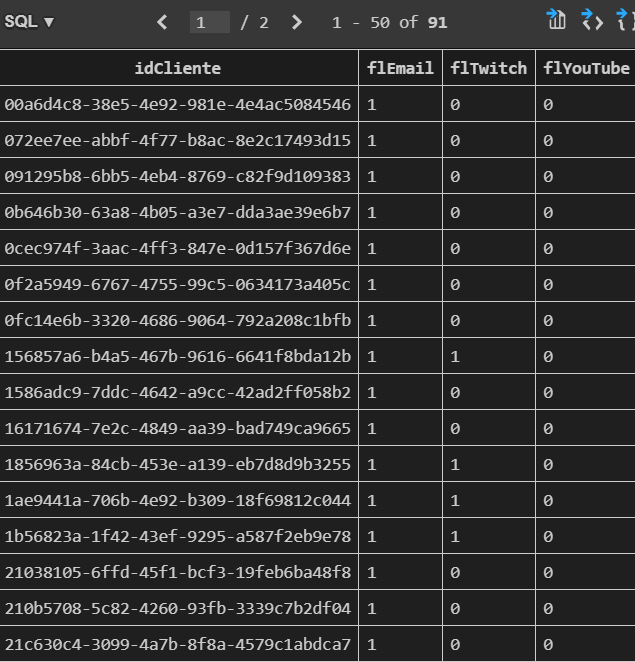 SQL ▼ < 1 / 2 > 1 - 50 of 91
idCliente flEmail flTwitch flYouTube
00a6d4c8-38e5-4e92-981e-4e4ac5084546 1 0 0
072ee7ee-abbf-4f77-b8ac-8e2c17493d15 1 0 0
091295b8-6bb5-4eb4-8769-c82f9d109383 1 0 0
0b646b30-63a8-4b05-a3e7-dda3ae39e6b7 1 0 0
0cec974f-3aac-4ff3-847e-0d157f367d6e 1 0 0
0f2a5949-6767-4755-99c5-0634173a405c 1 0 0
0fc14e6b-3320-4686-9064-792a208c1bfb 1 0 0
156857a6-b4a5-467b-9616-6641f8bda12b 1 1 0
1586adc9-7ddc-4642-a9cc-42ad2ff058b2 1 0 0
16171674-7e2c-4849-aa39-bad749ca9665 1 0 0
1856963a-84cb-453e-a139-eb7d8d9b3255 1 1 0
1ae9441a-706b-4e92-b309-18f69812c044 1 1 0
1b56823a-1f42-43ef-9295-a587f2eb9e78 1 1 0
21038105-6ffd-45f1-bcf3-19feb6ba48f8 1 0 0
210b5708-5c82-4260-93fb-3339c7b2df04 1 0 0
21c630c4-3099-4a7b-8f8a-4579c1abdca7 1 0 0